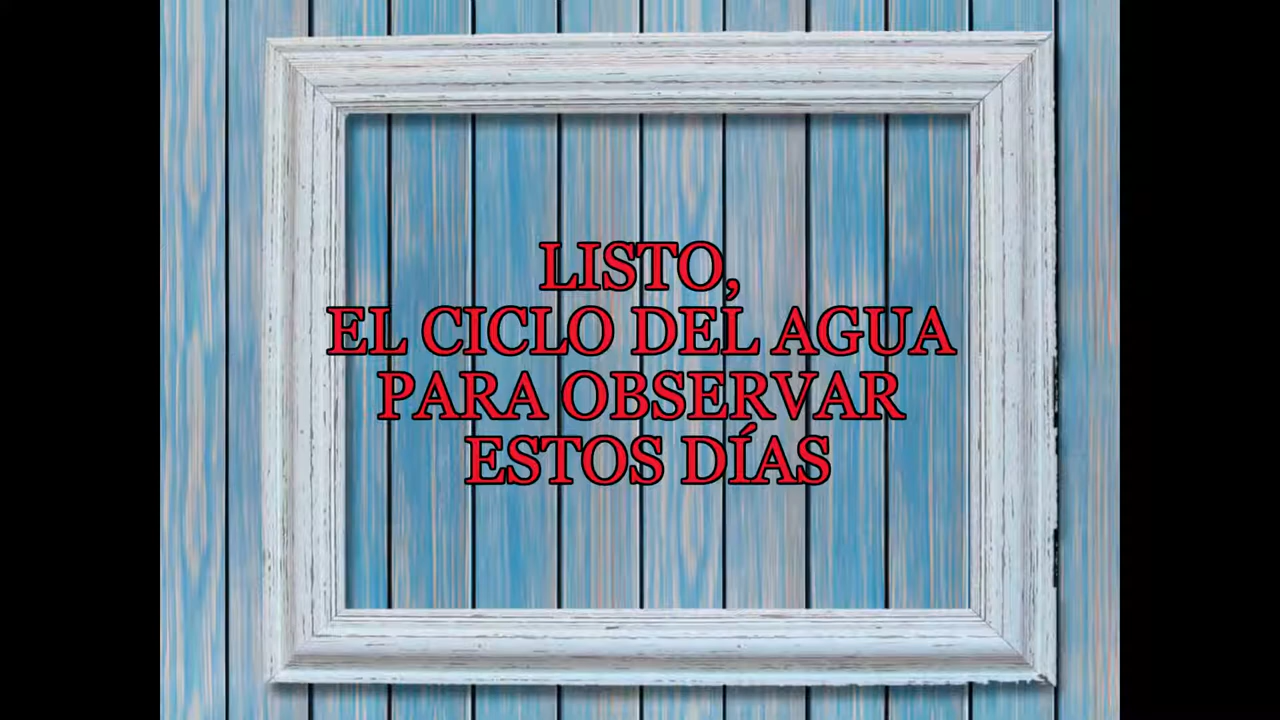 LISTO,
EL CICLO DEL AGUA
PARA OBSERVAR
ESTOS DÍAS